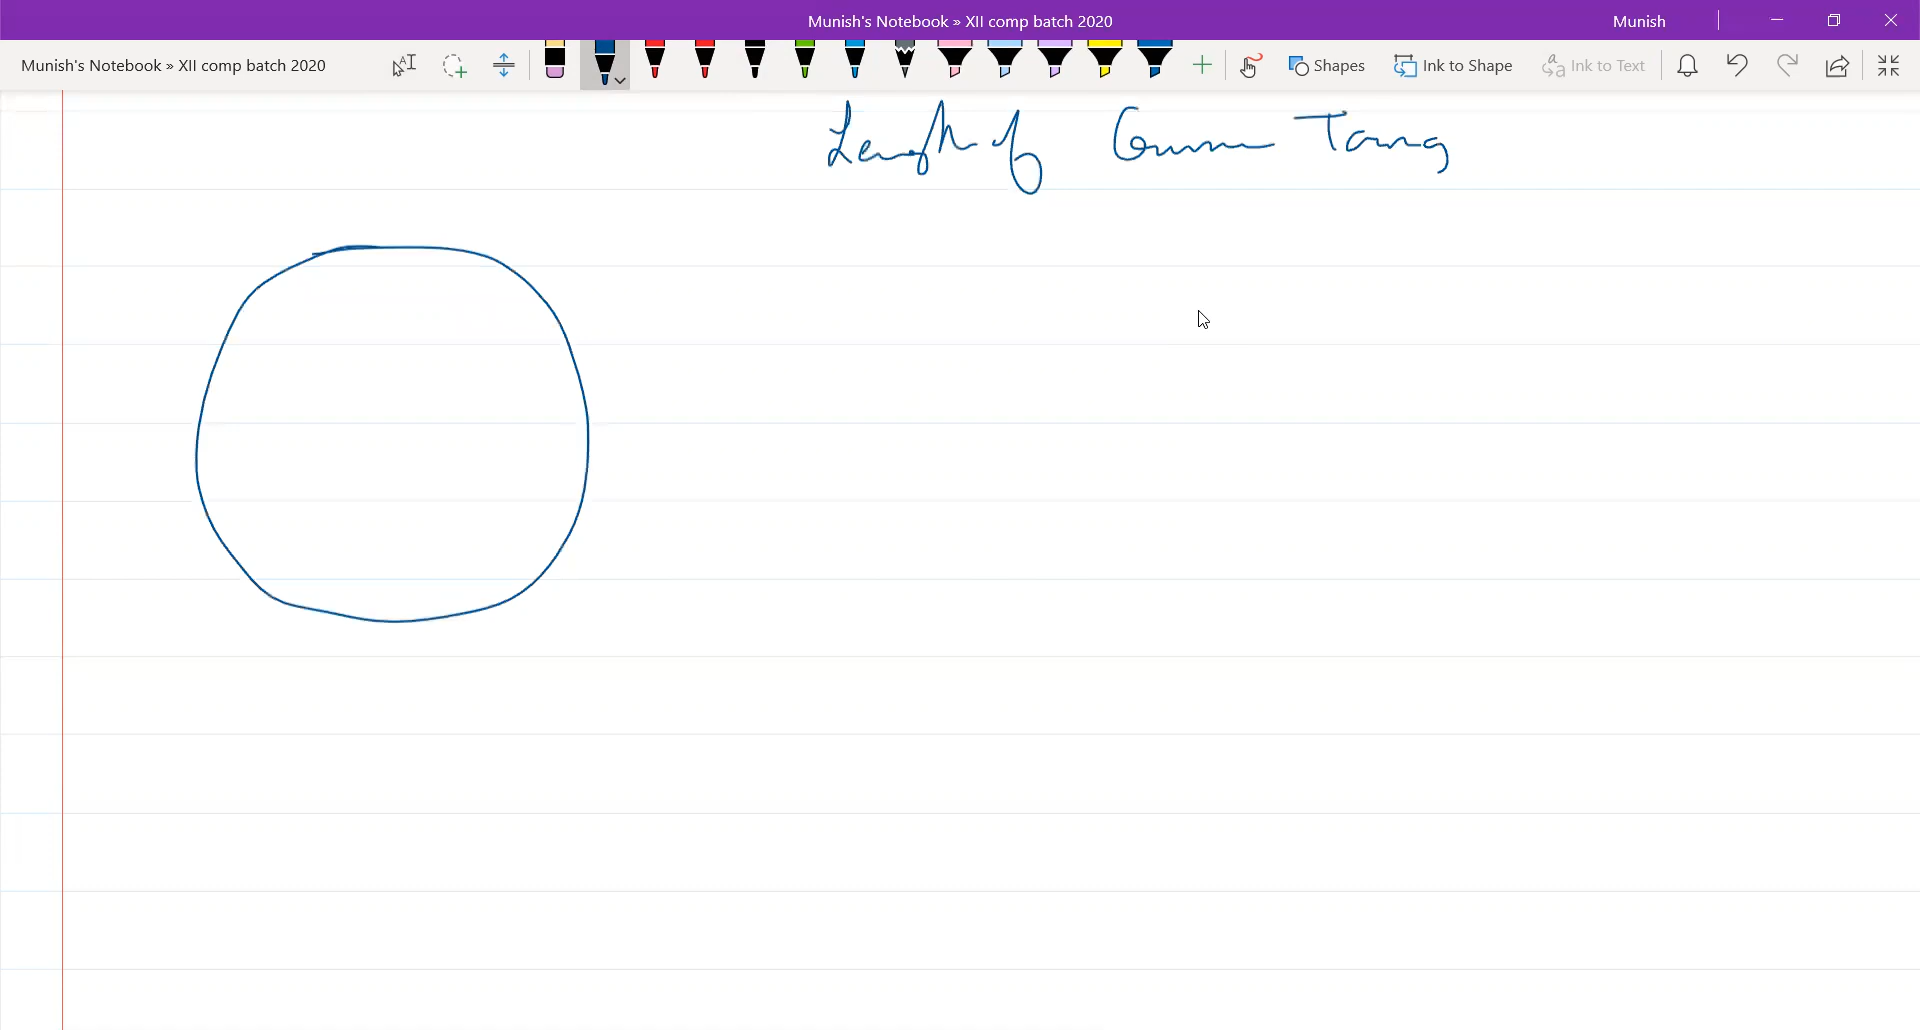 Munish's Notebook » XII comp batch 2020
Munish
Munish's Notebook » XII comp batch 2020
Shapes
Ink to Shape
Ink to Text
Length of Common Tang